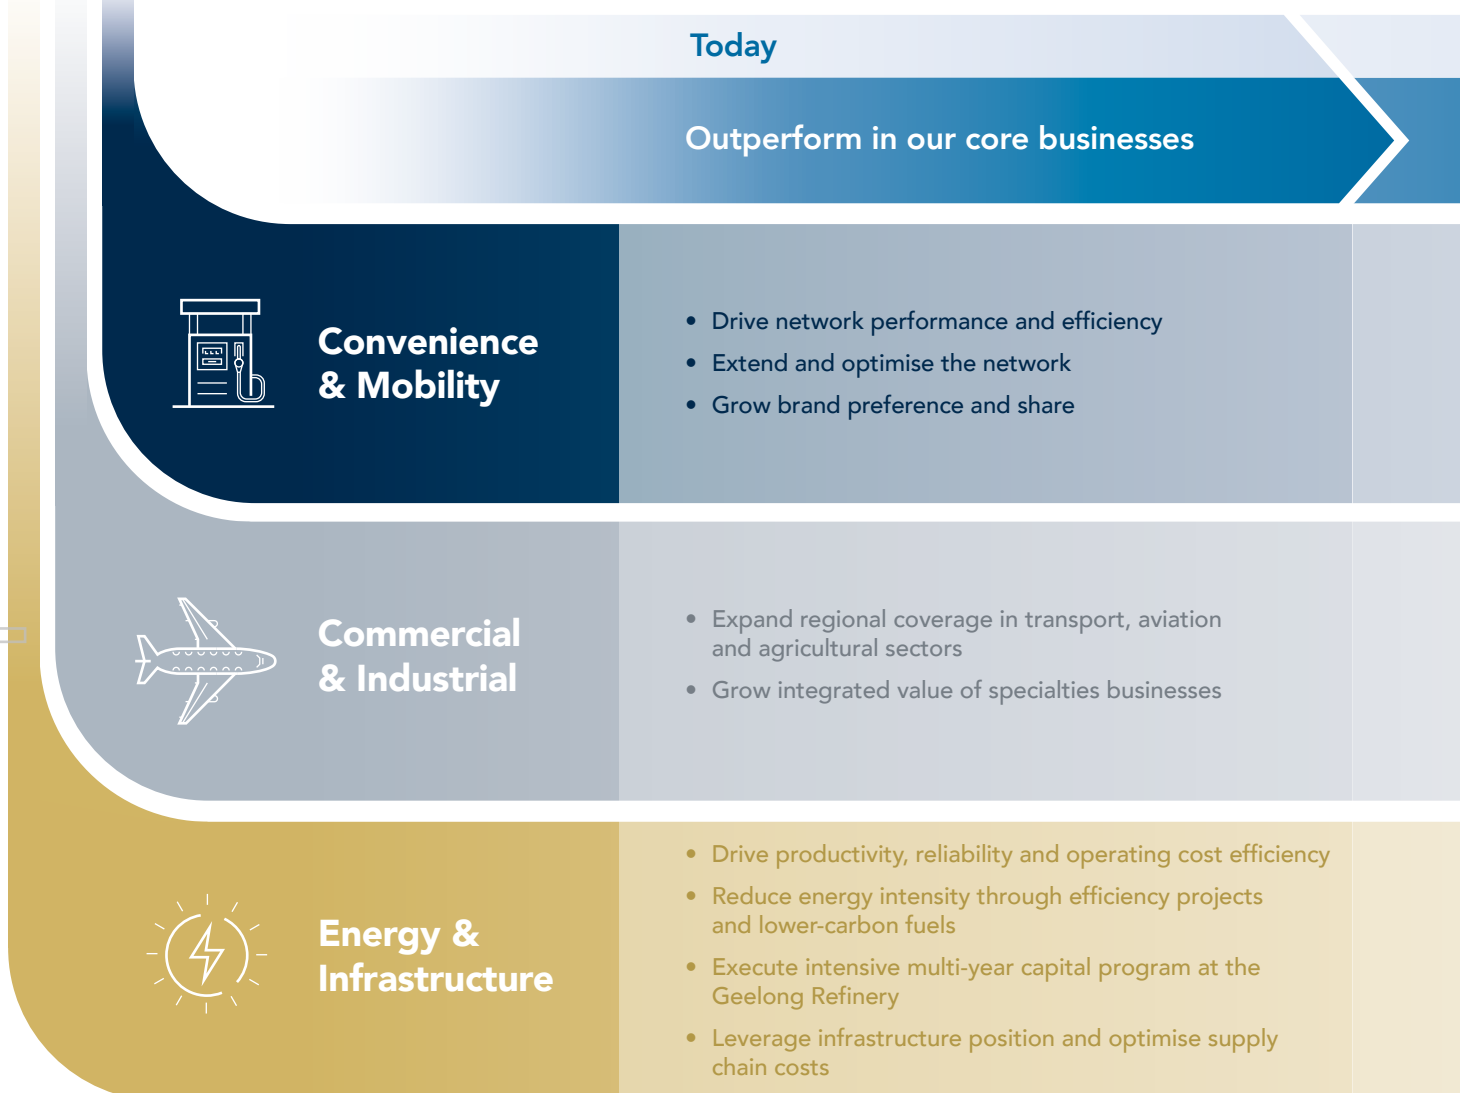 Today
Outperform in our core businesses
Convenience
& Mobility
• Drive network performance and efficiency
• Extend and optimise the network
• Grow brand preference and share
Commercial
& Industrial
• Expand regional coverage in transport, aviation
and agricultural sectors
• Grow integrated value of specialties businesses
Energy &
Infrastructure
• Drive productivity, reliability and operating cost efficiency
• Reduce energy intensity through efficiency projects
and lower-carbon fuels
• Execute intensive multi-year capital program at the
Geelong Refinery
• Leverage infrastructure position and optimise supply
chain costs